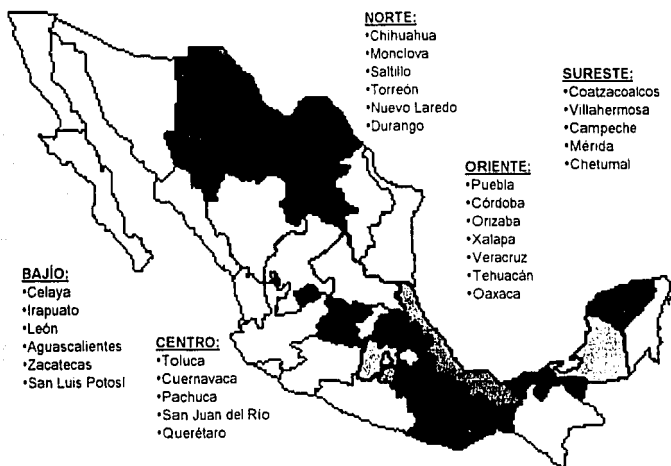 NORTE:
•Chihuahua
•Monclova
•Saltillo
•Torreón
•Nuevo Laredo
•Durango
SURESTE:
•Coatzacoalcos
•Villahermosa
•Campeche
•Mérida
•Chetumal
ORIENTE:
•Puebla
•Córdoba
•Orizaba
•Xalapa
•Veracruz
•Tehuacán
•Oaxaca
BAJÍO:
•Celaya
•Irapuato
•León
•Aguascalientes
•Zacatecas
•San Luis Potosí
CENTRO:
•Toluca
•Cuernavaca
•Pachuca
•San Juan del Río
•Querétaro